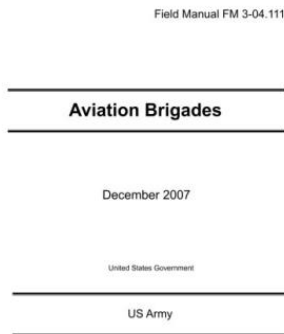 Field Manual FM 3-04.111
Aviation Brigades
December 2007
United States Government
US Army